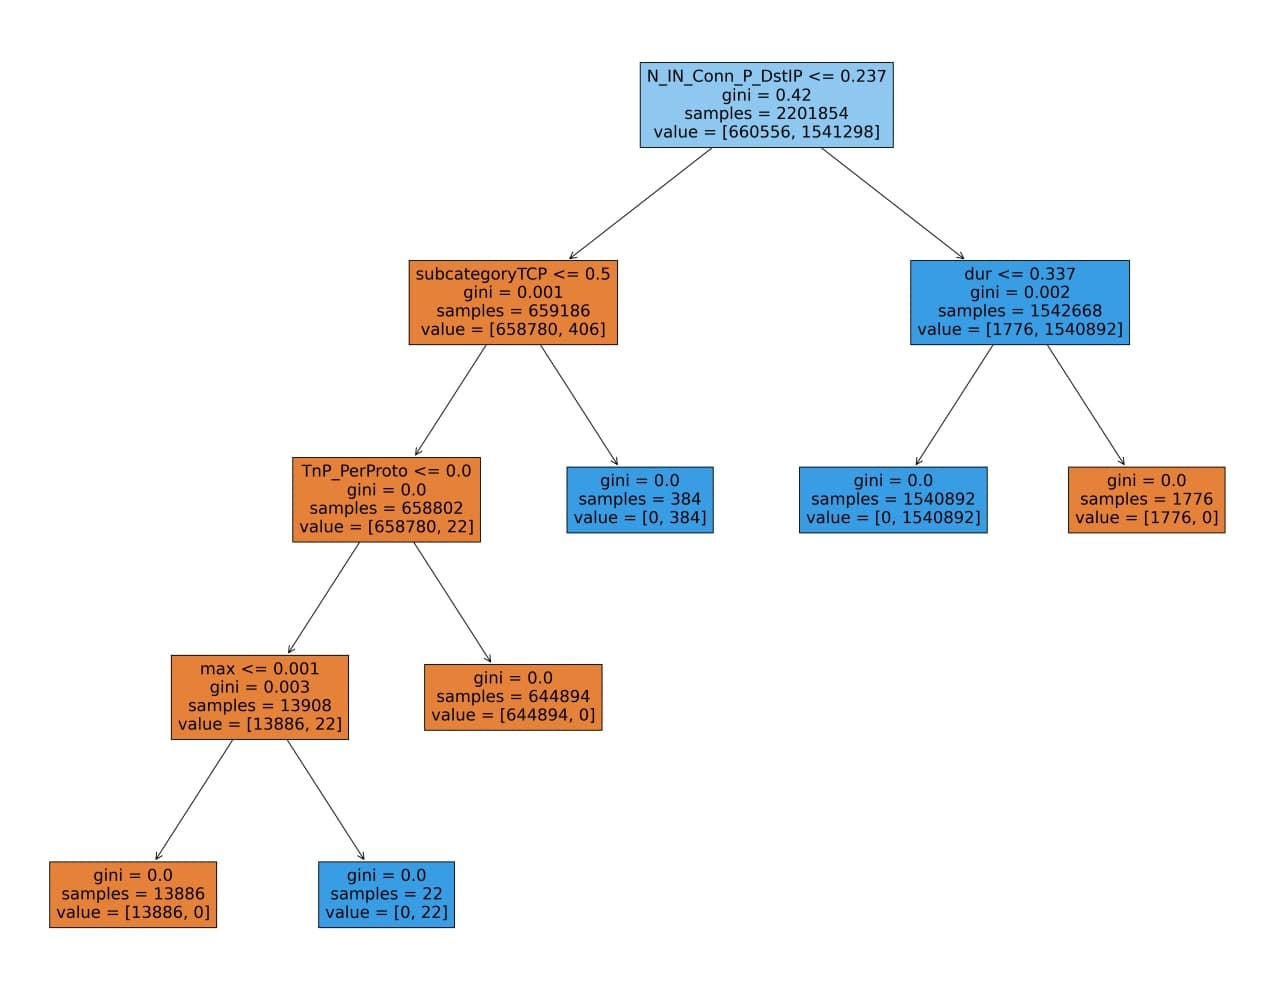 N_IN_Conn_P_DstIP <= 0.237
gini = 0.42
samples = 2201854
value = [660556, 1541298]
subcategoryTCP <= 0.5
gini = 0.001
samples = 659186
value = [658780, 406]
dur <= 0.337
gini = 0.002
samples = 1542668
value = [1776, 1540892]
TnP_PerProto <= 0.0
gini = 0.0
samples = 658802
value = [658780, 22]
gini = 0.0
samples = 384
value = [0, 384]
gini = 0.0
samples = 1540892
value = [0, 1540892]
gini = 0.0
samples = 1776
value = [1776, 0]
max <= 0.001
gini = 0.003
samples = 13908
value = [13886, 22]
gini = 0.0
samples = 644894
value = [644894, 0]
gini = 0.0
samples = 13886
value = [13886, 0]
gini = 0.0
samples = 22
value = [0, 22]